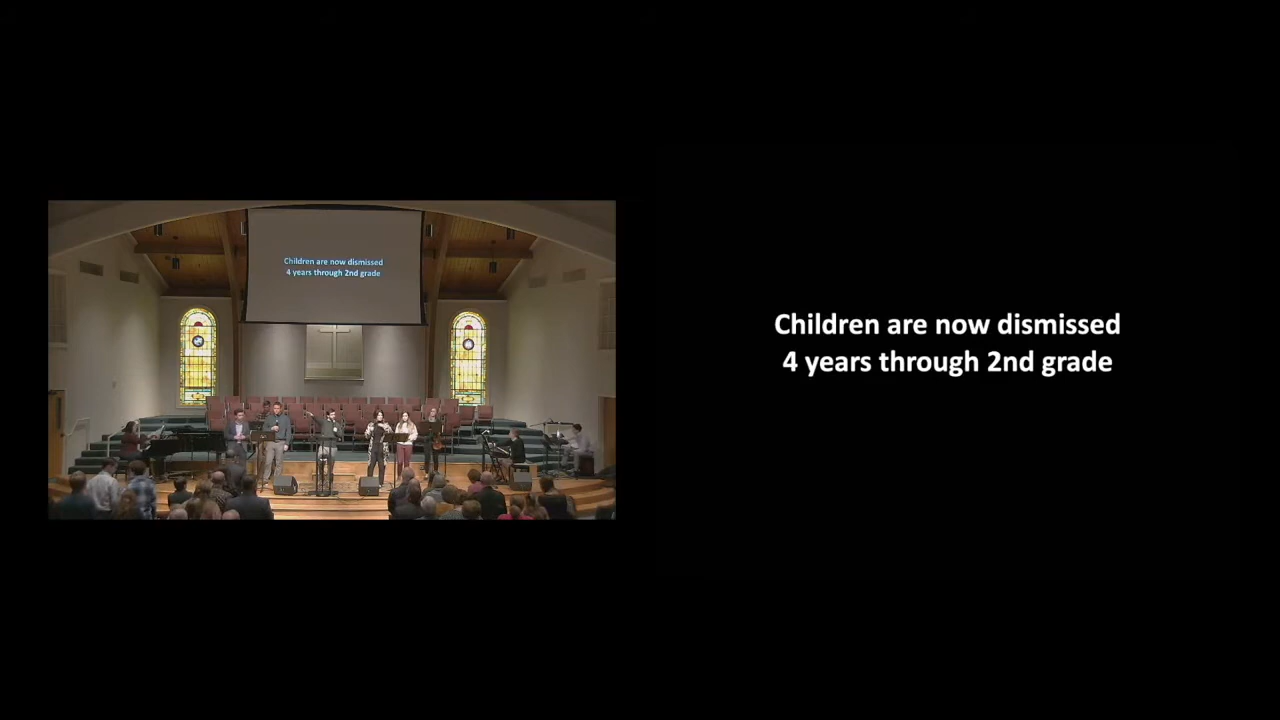 Children are now dismissed
4 years through 2nd grade
Children are now dismissed
4 years through 2nd grade